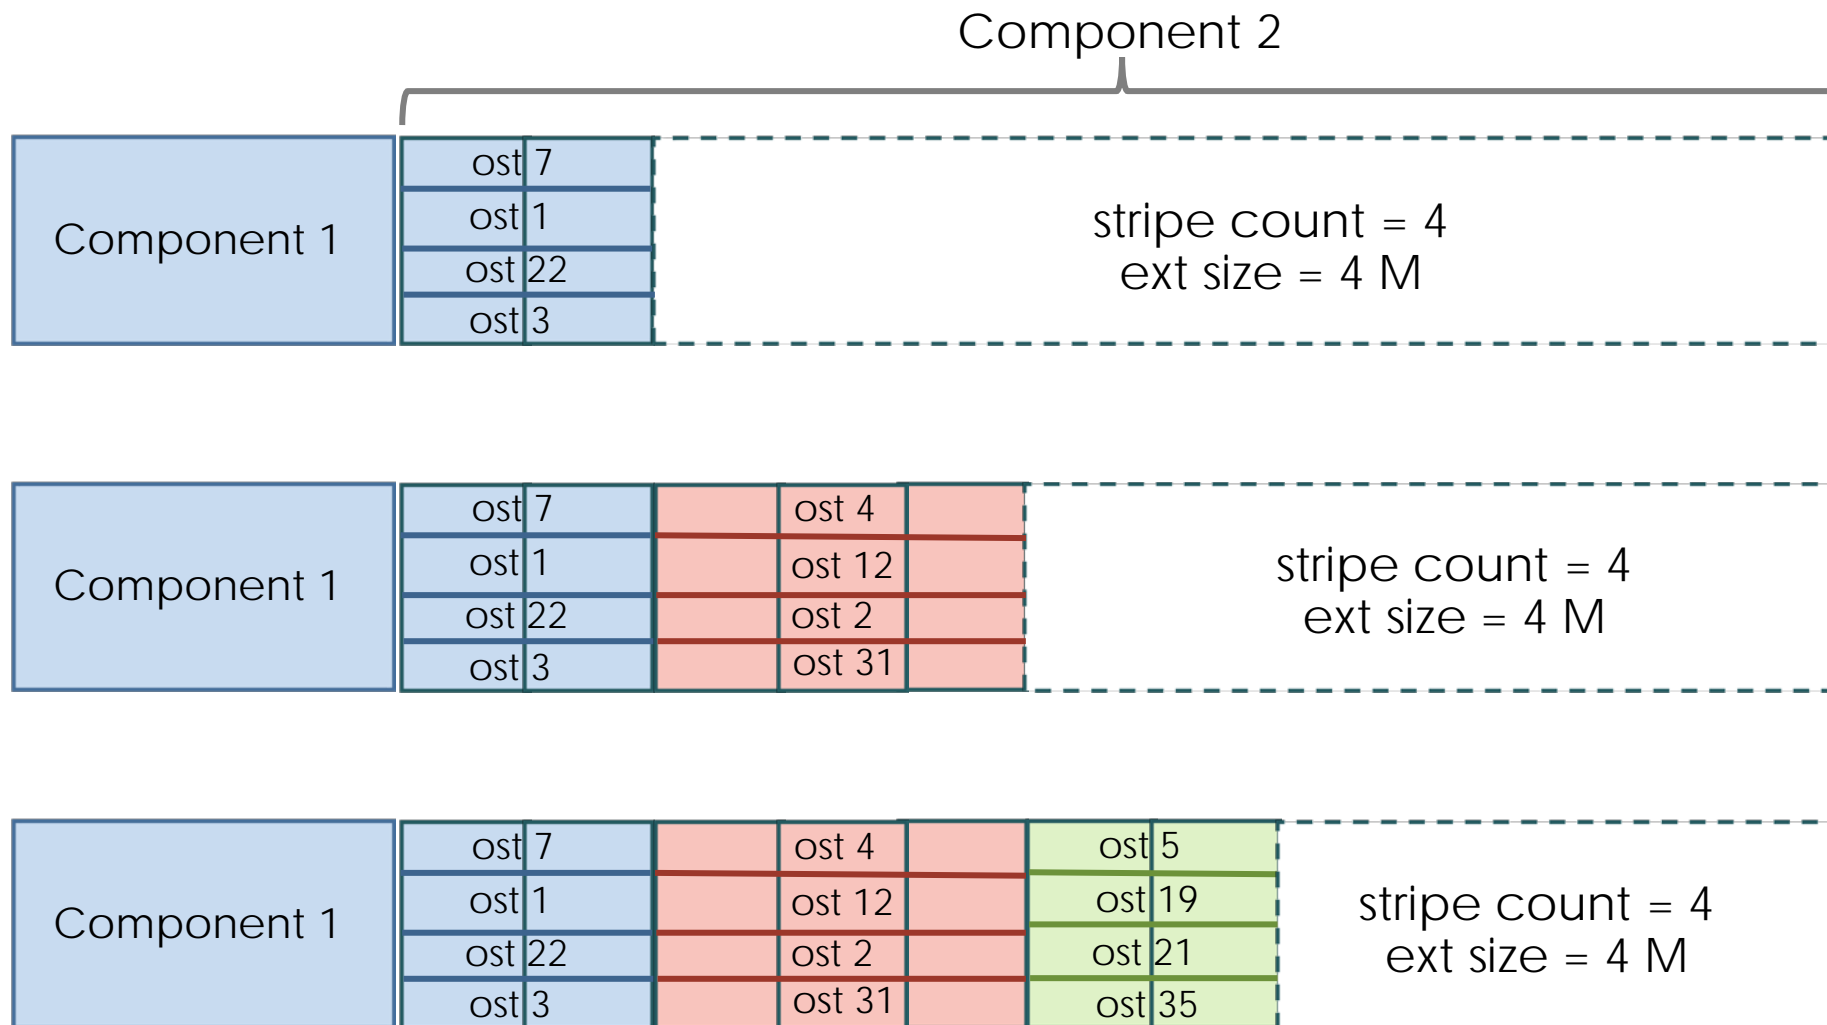 Component 2
Component 1
ost 7
ost 1
ost 22
ost 3
stripe count = 4
ext size = 4 M
Component 1
ost 7
ost 1
ost 22
ost 3
ost 4
ost 12
ost 2
ost 31
stripe count = 4
ext size = 4 M
Component 1
ost 7
ost 1
ost 22
ost 3
ost 4
ost 12
ost 2
ost 31
ost 5
ost 19
ost 21
ost 35
stripe count = 4
ext size = 4 M